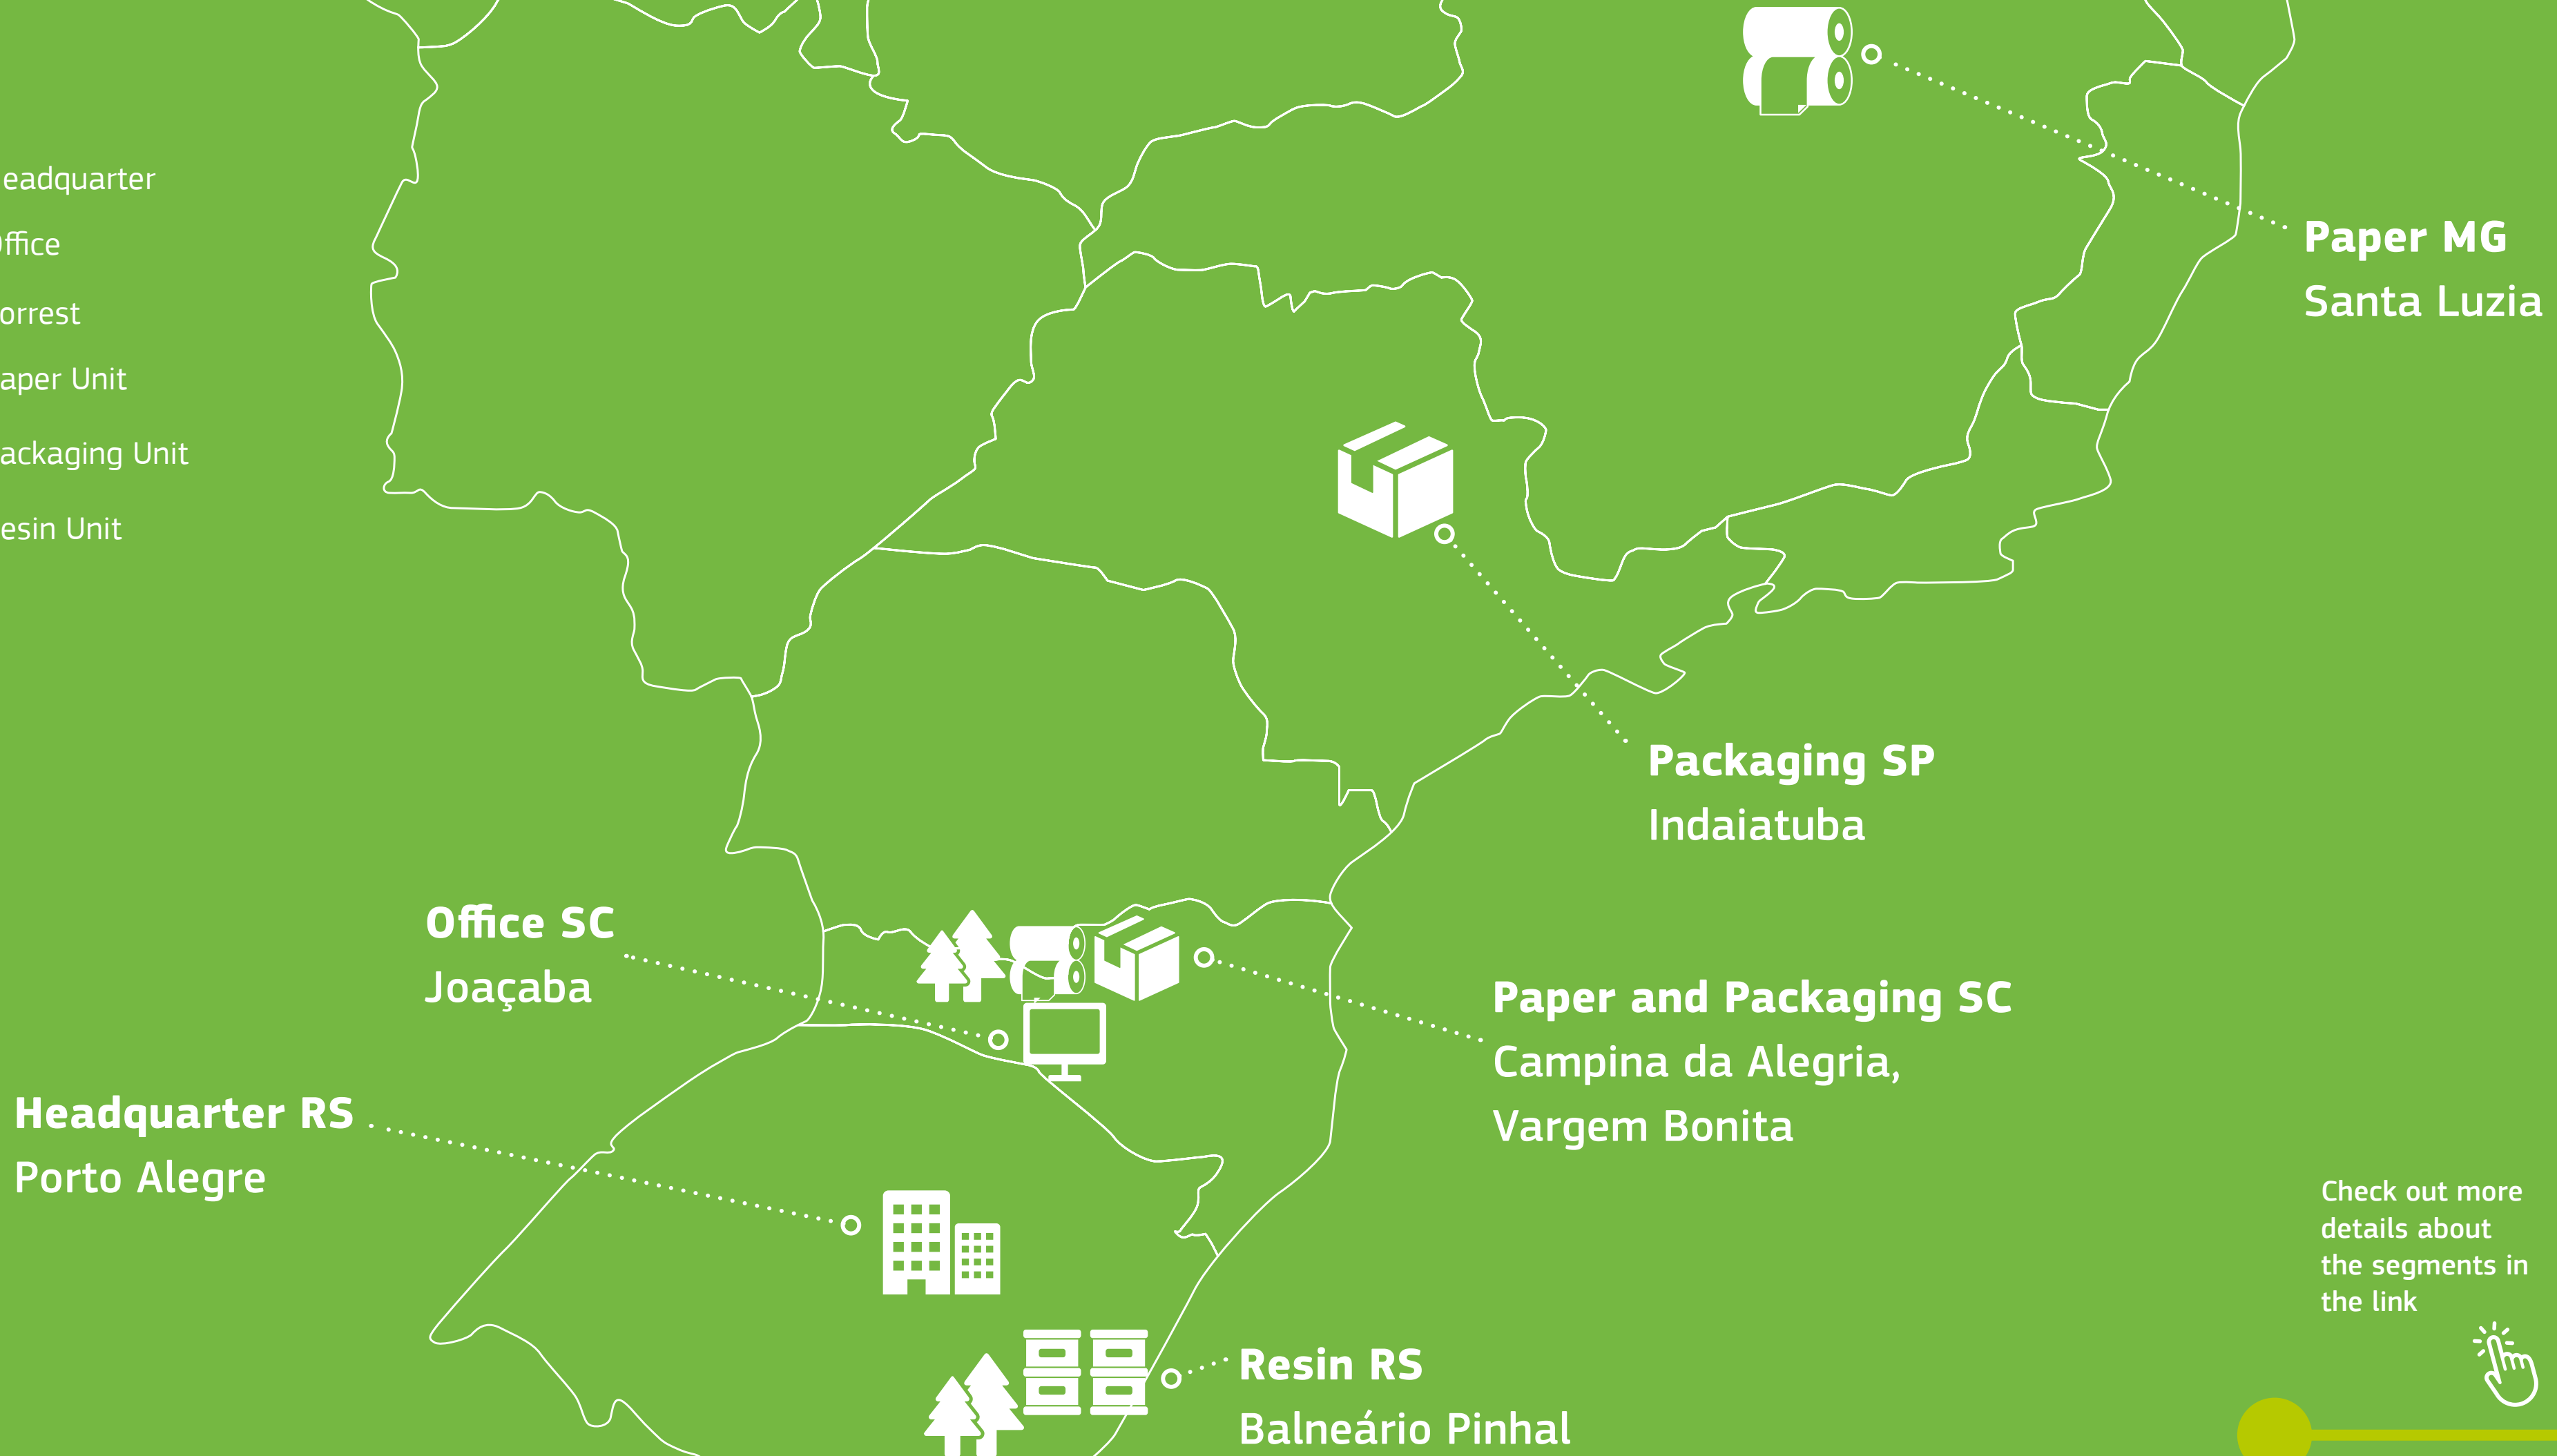 eadquarter
ffice
orrest
aper Unit
ackaging Unit
esin Unit
Paper MG
Santa Luzia
Packaging SP
Indaiatuba
Office SC
Joaçaba
Paper and Packaging SC
Campina da Alegria,
Vargem Bonita
Headquarter RS
Porto Alegre
Resin RS
Balneário Pinhal
Check out more
details about
the segments in
the link